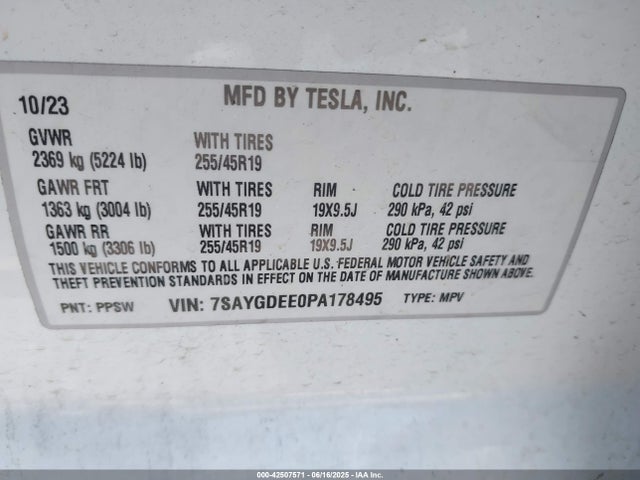 10/23 MFD BY TESLA, INC.
GVWR WITH TIRES
2369 kg (5224 lb) 255/45R19
GAWR FRT WITH TIRES RIM COLD TIRE PRESSURE
1363 kg (3004 lb) 255/45R19 19X9.5J 290 kPa, 42 psi
GAWR RR WITH TIRES RIM COLD TIRE PRESSURE
1500 kg (3306 lb) 255/45R19 19X9.5J 290 kPa, 42 psi
THIS VEHICLE CONFORMS TO ALL APPLICABLE U.S. FEDERAL MOTOR VEHICLE SAFETY AND
THEFT PREVENTION STANDARDS IN EFFECT ON THE DATE OF MANUFACTURE SHOWN ABOVE.
PNT: PPSW VIN: 7SAYGDEE0PA178495 TYPE: MPV
000-42507571 - 06/16/2025 - IAA Inc.